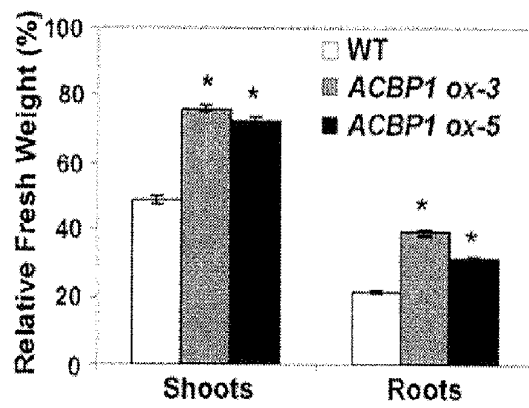 Relative Fresh Weight (%)
100
80
60
40
20
0
WT
ACBP1 ox-3
ACBP1 ox-5
* *
* *
Shoots Roots